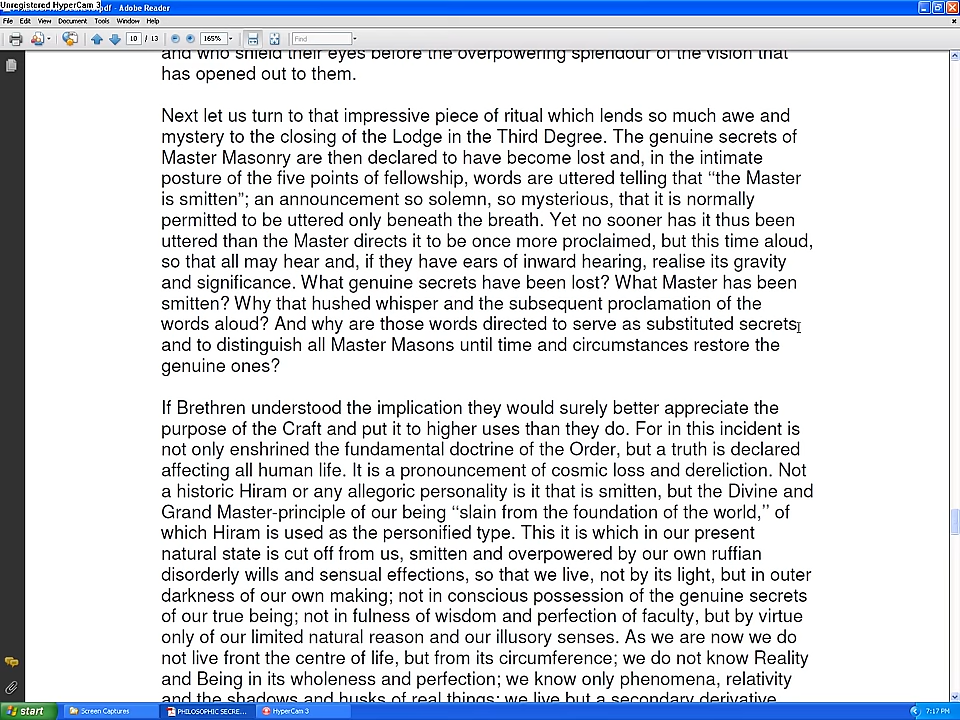 Unregistered HyperCam 3
.pdf - Adobe Reader
File Edit View Document Tools Window Help
10 / 13 165% Find
and who shield their eyes before the overpowering splendour of the vision that
has opened out to them.
Next let us turn to that impressive piece of ritual which lends so much awe and
mystery to the closing of the Lodge in the Third Degree. The genuine secrets of
Master Masonry are then declared to have become lost and, in the intimate
posture of the five points of fellowship, words are uttered telling that “the Master
is smitten”; an announcement so solemn, so mysterious, that it is normally
permitted to be uttered only beneath the breath. Yet no sooner has it thus been
uttered than the Master directs it to be once more proclaimed, but this time aloud,
so that all may hear and, if they have ears of inward hearing, realise its gravity
and significance. What genuine secrets have been lost? What Master has been
smitten? Why that hushed whisper and the subsequent proclamation of the
words aloud? And why are those words directed to serve as substituted secrets
and to distinguish all Master Masons until time and circumstances restore the
genuine ones?
If Brethren understood the implication they would surely better appreciate the
purpose of the Craft and put it to higher uses than they do. For in this incident is
not only enshrined the fundamental doctrine of the Order, but a truth is declared
affecting all human life. It is a pronouncement of cosmic loss and dereliction. Not
a historic Hiram or any allegoric personality is it that is smitten, but the Divine and
Grand Master-principle of our being “slain from the foundation of the world,” of
which Hiram is used as the personified type. This it is which in our present
natural state is cut off from us, smitten and overpowered by our own ruffian
disorderly wills and sensual effections, so that we live, not by its light, but in outer
darkness of our own making; not in conscious possession of the genuine secrets
of our true being; not in fulness of wisdom and perfection of faculty, but by virtue
only of our limited natural reason and our illusory senses. As we are now we do
not live front the centre of life, but from its circumference; we do not know Reality
and Being in its wholeness and perfection; we know only phenomena, relativity
and the shadows and husks of real things; we live but a secondary derivative
start Screen Captures PHILOSOPHIC SECRE... HyperCam 3 7:17 PM